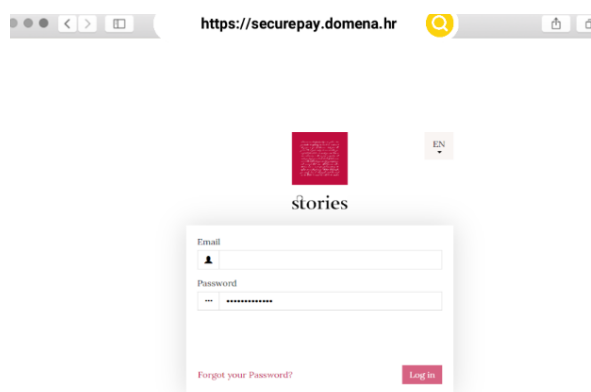 https://securepay.domena.hr
EN
stories
Email
Password
Forgot your Password?
Log in